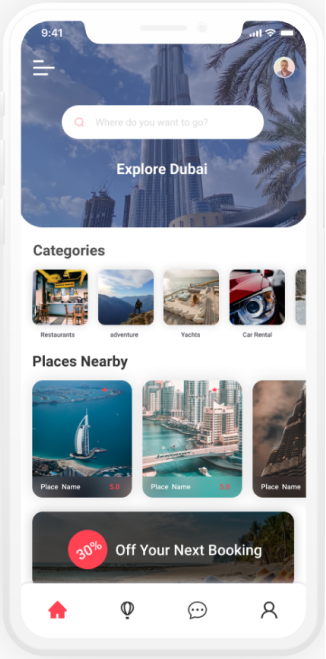 9:41
Where do you want to go?
Explore Dubai
Categories
Restaurants adventure Yachts Car Rental
Places Nearby
Place Name 5.0 Place Name 5.0 Place Name
30% Off Your Next Booking